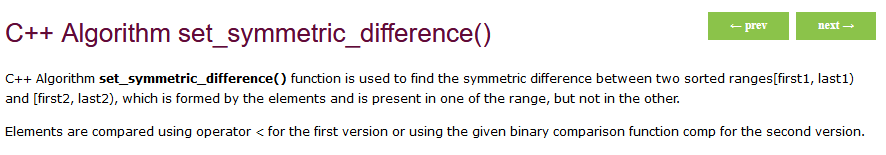 C++ Algorithm set_symmetric_difference()
← prev
next →
C++ Algorithm set_symmetric_difference() function is used to find the symmetric difference between two sorted ranges[first1, last1)
and [first2, last2), which is formed by the elements and is present in one of the range, but not in the other.
Elements are compared using operator < for the first version or using the given binary comparison function comp for the second version.